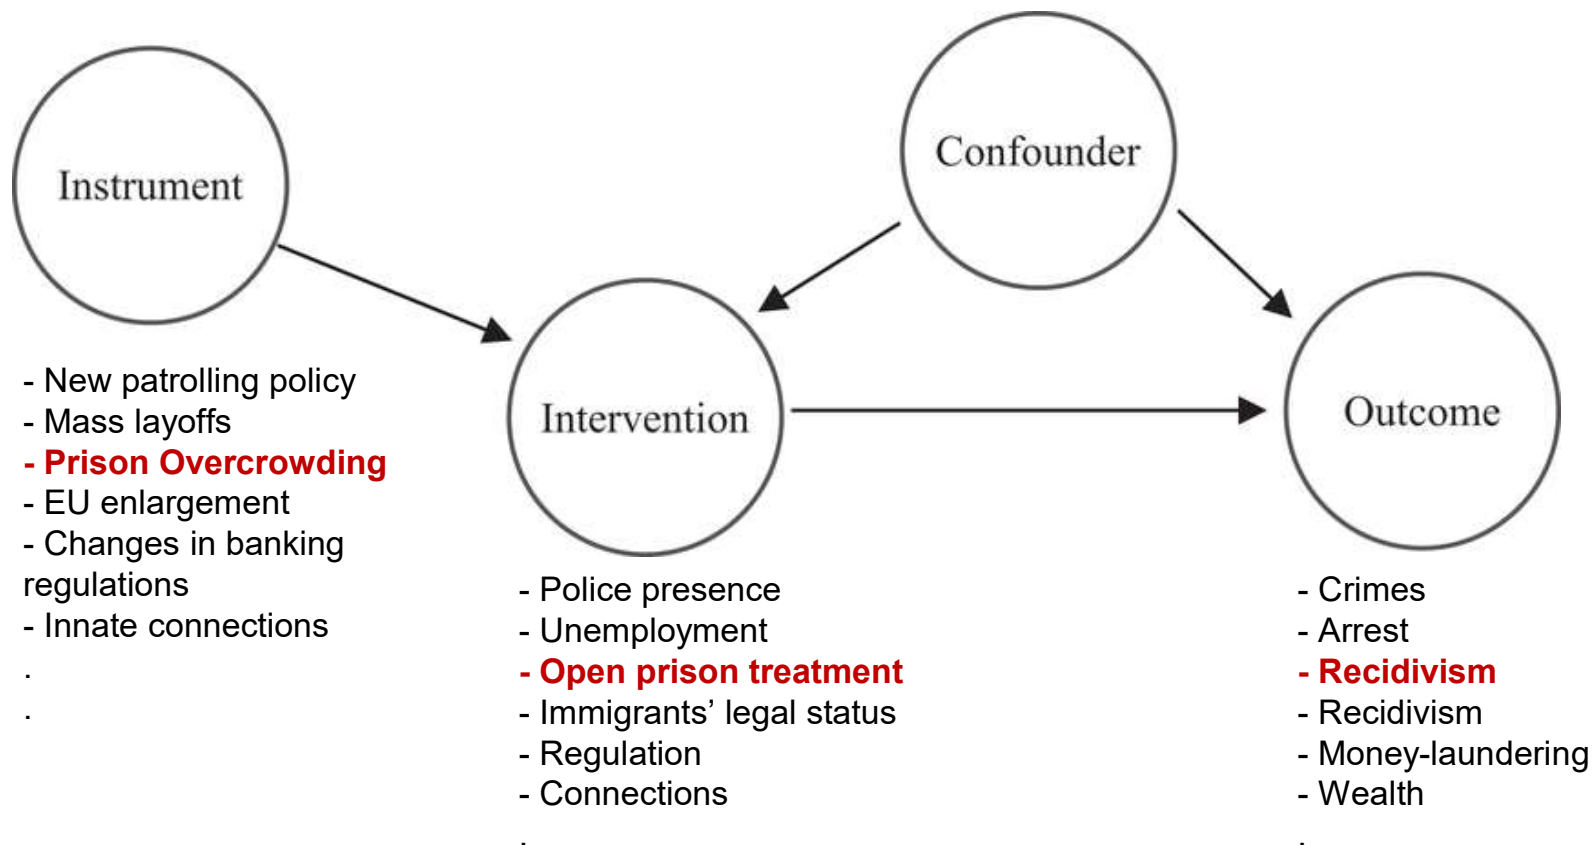 Instrument
Confounder
Intervention
Outcome
- New patrolling policy
- Mass layoffs
- Prison Overcrowding
- EU enlargement
- Changes in banking
regulations
- Innate connections
.
.
- Police presence
- Unemployment
- Open prison treatment
- Immigrants’ legal status
- Regulation
- Connections
.
- Crimes
- Arrest
- Recidivism
- Recidivism
- Money-laundering
- Wealth
.